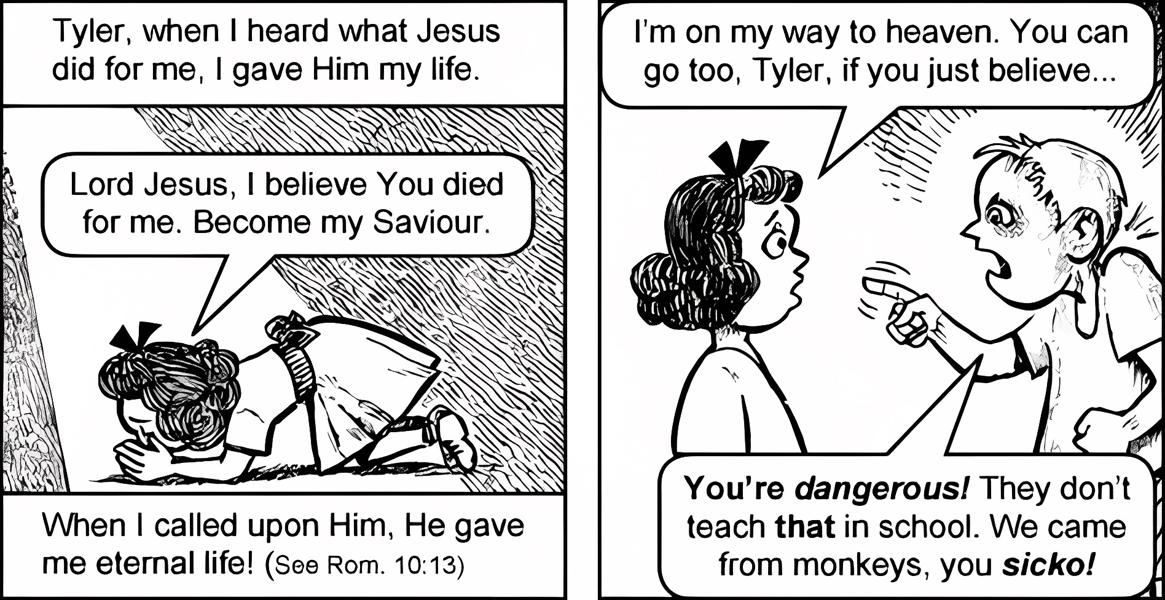 Tyler, when I heard what Jesus
did for me, I gave Him my life.
Lord Jesus, I believe You died
for me. Become my Saviour.
When I called upon Him, He gave
me eternal life! (See Rom. 10:13)
I'm on my way to heaven. You can
go too, Tyler, if you just believe...
You're dangerous! They don't
teach that in school. We came
from monkeys, you sicko!